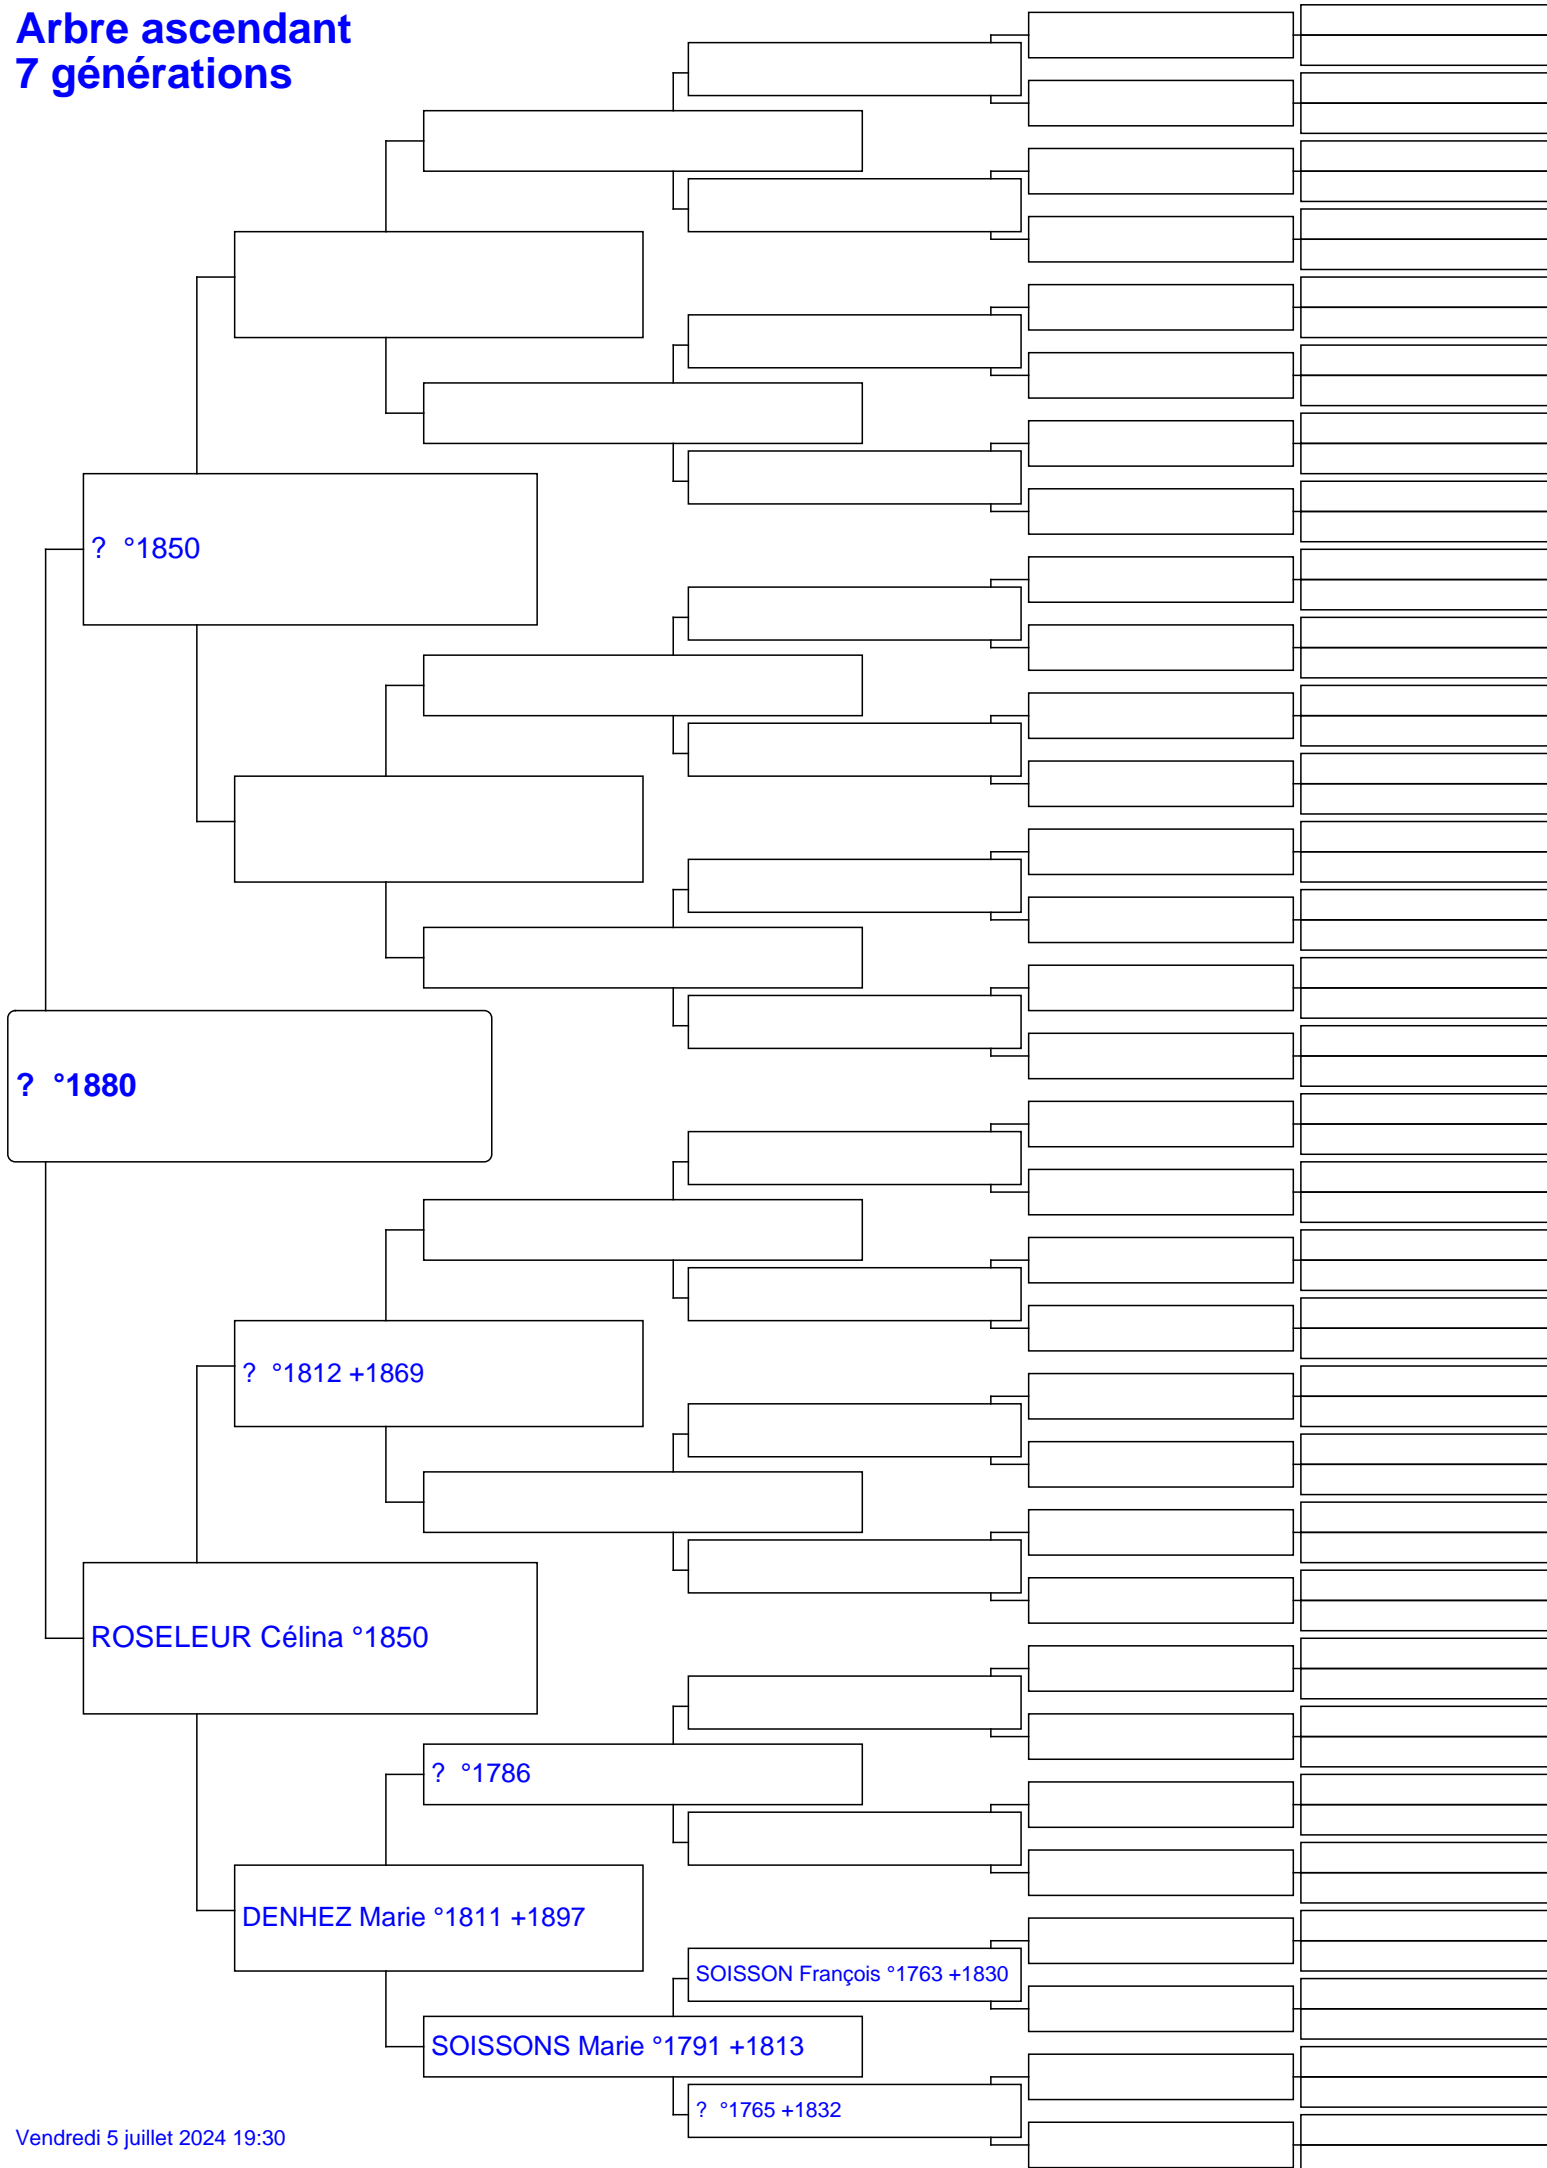 Arbre ascendant
7 générations
? °1850
? °1880
? °1812 +1869
ROSELEUR Célina °1850
? °1786
DENHEZ Marie °1811 +1897
SOISSON François °1763 +1830
SOISSONS Marie °1791 +1813
? °1765 +1832
Vendredi 5 juillet 2024 19:30